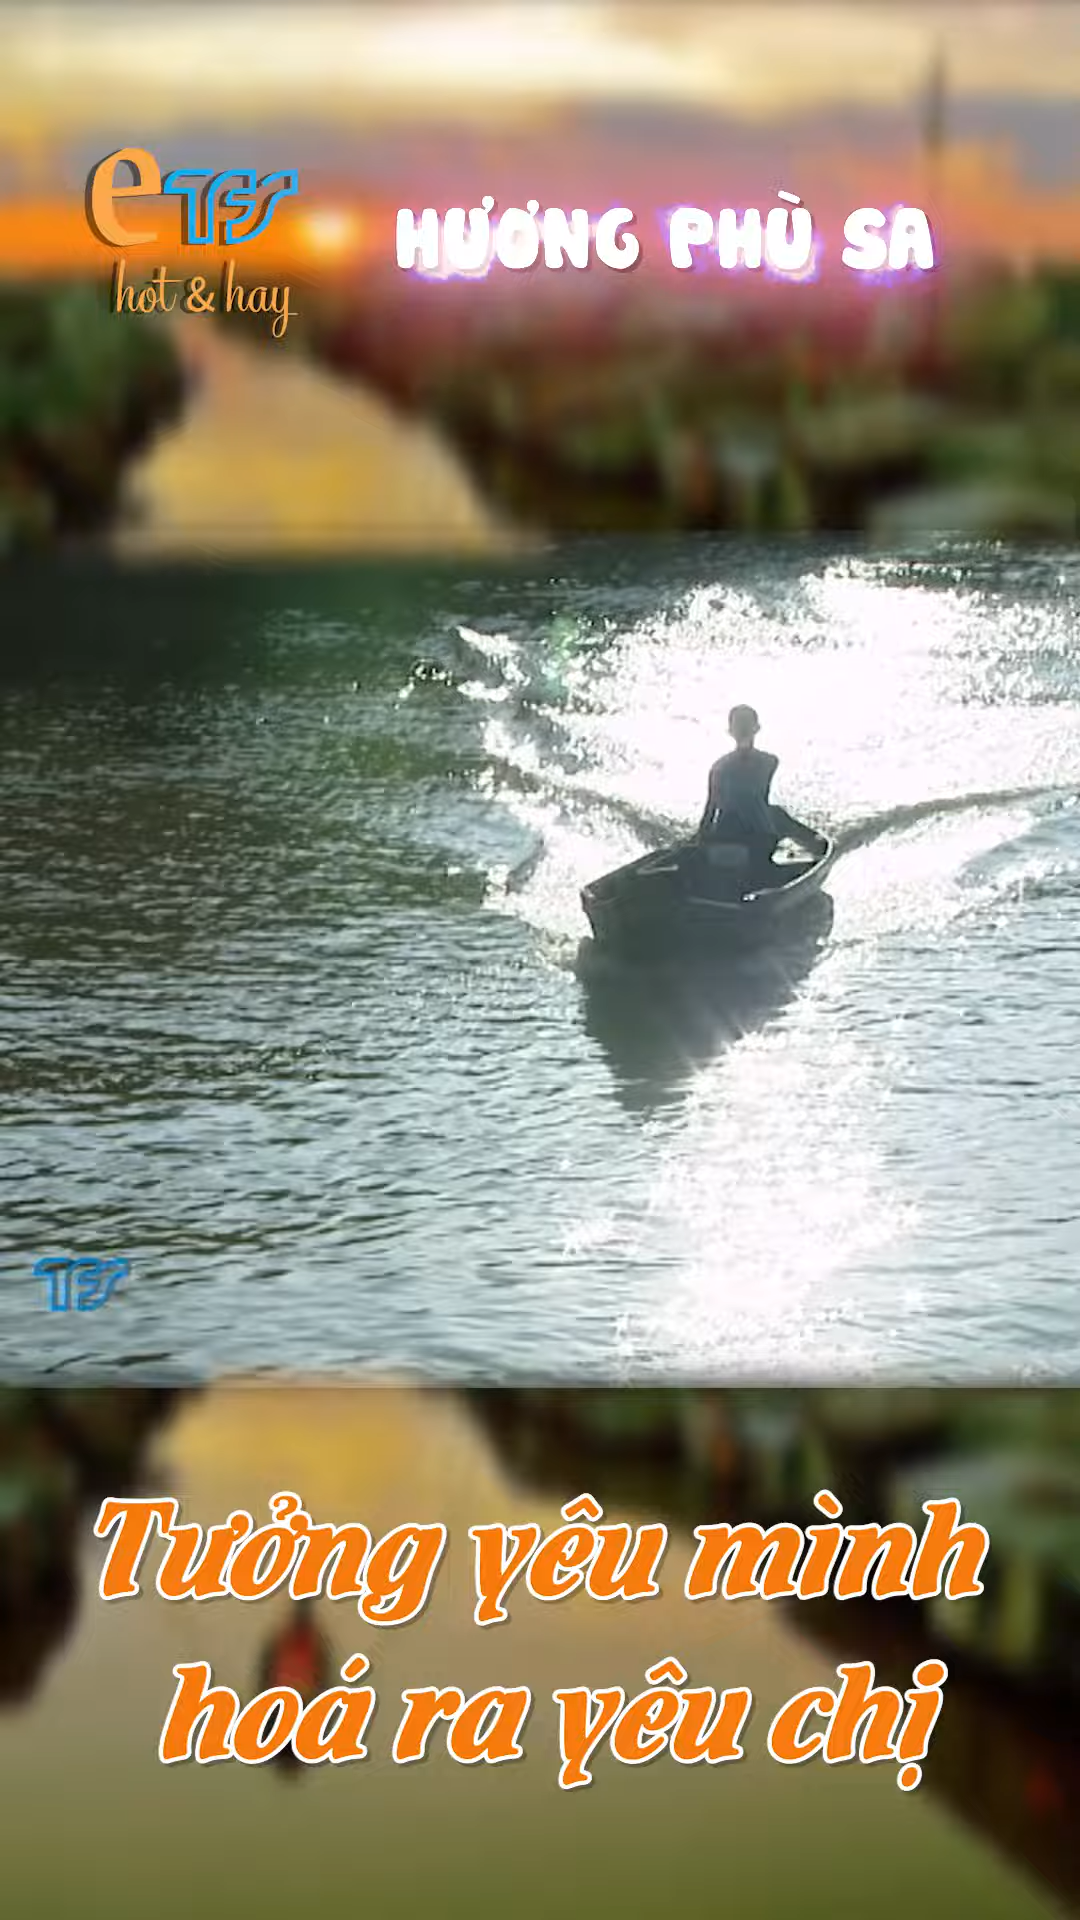 eTFS
hot & hay
HƯƠNG PHÙ SA
TFS
Tưởng yêu mình
hoá ra yêu chị